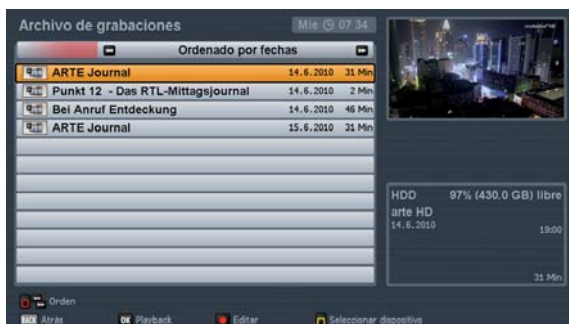 Archivo de grabaciones
Mie 07 34
Ordenado por fechas
ARTE Journal 14.6.2010 31 Min
Punkt 12 - Das RTL-Mittagsjournal 14.6.2010 2 Min
Bei Anruf Entdeckung 14.6.2010 46 Min
ARTE Journal 15.6.2010 31 Min
HDD 97% (430.0 GB) libre
arte HD
14.6.2010
19:00
31 Min
Orden
BACK Atrás OK Playback Editar Seleccionar dispositivo